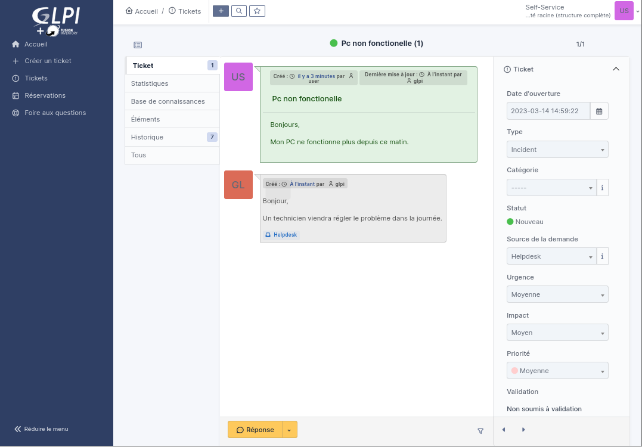 GLPI
Accueil
Créer un ticket
Tickets
Réservations
Foire aux questions
Réduire le menu
Accueil / Tickets
Self-Service
...té racine (structure complète)
US
Pc non fonctionelle (1)
1/1
Ticket 1
Statistiques
Base de connaissances
Éléments
Historique 7
Tous
US
Créé : il y a 3 minutes par user
Dernière mise à jour : À l'instant par glpi
Pc non fonctionelle
Bonjours,
Mon PC ne fonctionne plus depuis ce matin.
GL
Créé : À l'instant par glpi
Bonjour,
Un technicien viendra régler le problème dans la journée.
Helpdesk
Réponse
Ticket
Date d'ouverture
2023-03-14 14:59:22
Type
Incident
Catégorie
-----
Statut
Nouveau
Source de la demande
Helpdesk
Urgence
Moyenne
Impact
Moyen
Priorité
Moyenne
Validation
Non soumis à validation